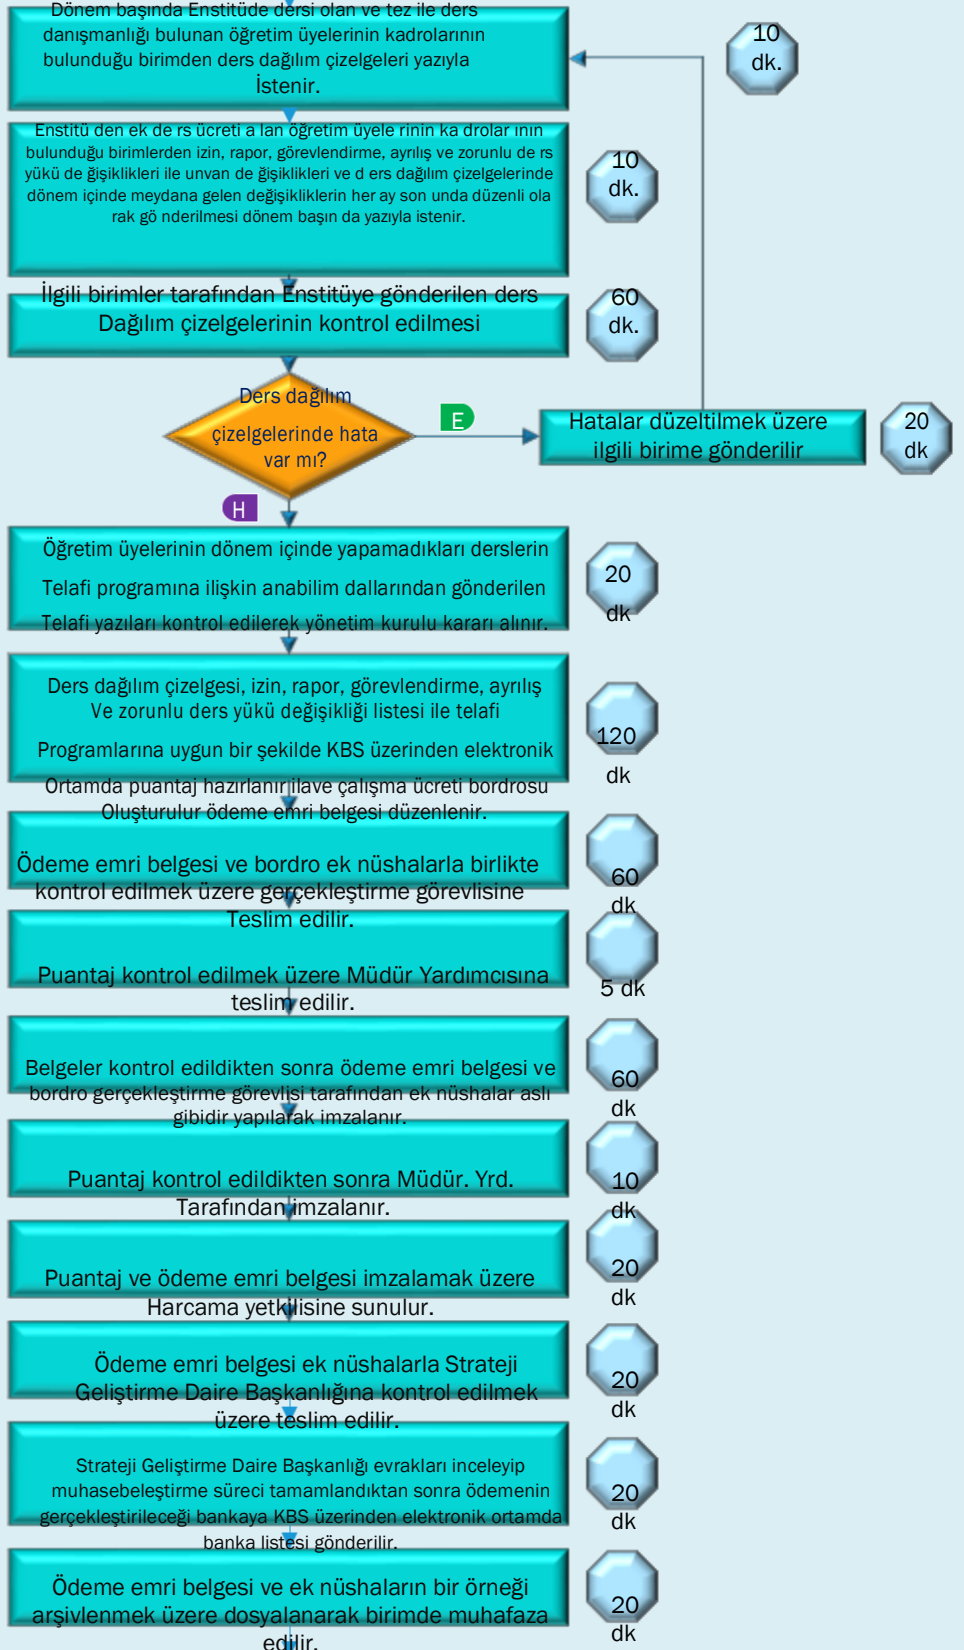 Dönem başında Enstitüde dersi olan ve tez ile ders
danışmanlığı bulunan öğretim üyelerinin kadrolarının
bulunduğu birimden ders dağılım çizelgeleri yazıyla
İstenir.
10
dk.
Enstitü den ek de rs ücreti a lan öğretim üyele rinin ka drolar ının
bulunduğu birimlerden izin, rapor, görevlendirme, ayrılış ve zorunlu de rs
yükü de ğişiklikleri ile unvan de ğişiklikleri ve d ers dağılım çizelgelerinde
dönem içinde meydana gelen değişikliklerin her ay son unda düzenli ola
rak gö nderilmesi dönem başın da yazıyla istenir.
10
dk.
İlgili birimler tarafından Enstitüye gönderilen ders
Dağılım çizelgelerinin kontrol edilmesi
60
dk.
Ders dağılım
çizelgelerinde hata
var mı?
E
Hatalar düzeltilmek üzere
ilgili birime gönderilir
20
dk
H
Öğretim üyelerinin dönem içinde yapamadıkları derslerin
Telafi programına ilişkin anabilim dallarından gönderilen
Telafi yazıları kontrol edilerek yönetim kurulu kararı alınır.
20
dk
Ders dağılım çizelgesi, izin, rapor, görevlendirme, ayrılış
Ve zorunlu ders yükü değişikliği listesi ile telafi
Programlarına uygun bir şekilde KBS üzerinden elektronik
Ortamda puantaj hazırlanır ilave çalışma ücreti bordrosu
Oluşturulur ödeme emri belgesi düzenlenir.
120
dk
Ödeme emri belgesi ve bordro ek nüshalarla birlikte
kontrol edilmek üzere gerçekleştirme görevlisine
Teslim edilir.
60
dk
Puantaj kontrol edilmek üzere Müdür Yardımcısına
teslim edilir.
5 dk
Belgeler kontrol edildikten sonra ödeme emri belgesi ve
bordro gerçekleştirme görevlisi tarafından ek nüshalar aslı
gibidir yapılarak imzalanır.
60
dk
Puantaj kontrol edildikten sonra Müdür. Yrd.
Tarafından imzalanır.
10
dk
Puantaj ve ödeme emri belgesi imzalamak üzere
Harcama yetkilisine sunulur.
20
dk
Ödeme emri belgesi ek nüshalarla Strateji
Geliştirme Daire Başkanlığına kontrol edilmek
üzere teslim edilir.
20
dk
Strateji Geliştirme Daire Başkanlığı evrakları inceleyip
muhasebeleştirme süreci tamamlandıktan sonra ödemenin
gerçekleştirileceği bankaya KBS üzerinden elektronik ortamda
banka listesi gönderilir.
20
dk
Ödeme emri belgesi ve ek nüshaların bir örneği
arşivlenmek üzere dosyalanarak birimde muhafaza
edilir.
20
dk